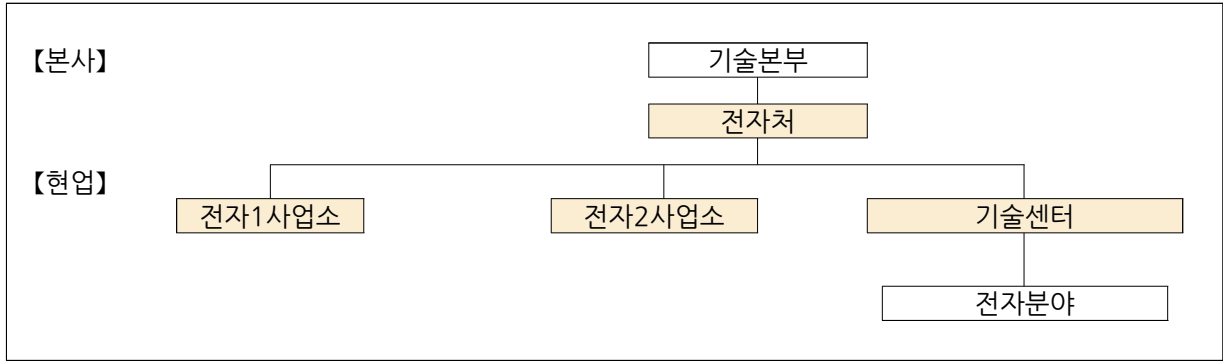 【본사】
기술본부
전자처
【현업】
전자1사업소
전자2사업소
기술센터
전자분야